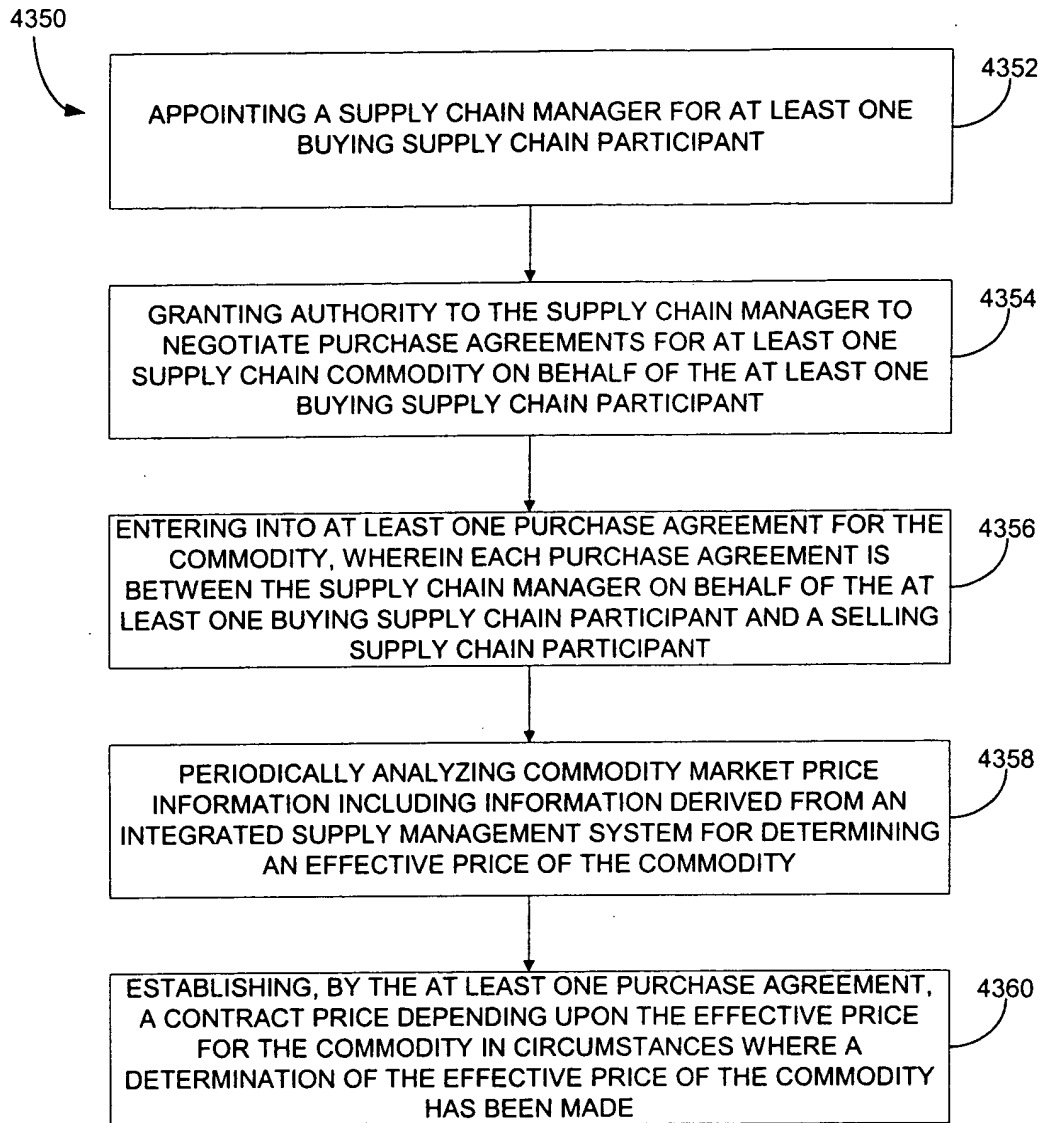 4350
APPOINTING A SUPPLY CHAIN MANAGER FOR AT LEAST ONE
BUYING SUPPLY CHAIN PARTICIPANT
4352
GRANTING AUTHORITY TO THE SUPPLY CHAIN MANAGER TO
NEGOTIATE PURCHASE AGREEMENTS FOR AT LEAST ONE
SUPPLY CHAIN COMMODITY ON BEHALF OF THE AT LEAST ONE
BUYING SUPPLY CHAIN PARTICIPANT
4354
ENTERING INTO AT LEAST ONE PURCHASE AGREEMENT FOR THE
COMMODITY, WHEREIN EACH PURCHASE AGREEMENT IS
BETWEEN THE SUPPLY CHAIN MANAGER ON BEHALF OF THE AT
LEAST ONE BUYING SUPPLY CHAIN PARTICIPANT AND A SELLING
SUPPLY CHAIN PARTICIPANT
4356
PERIODICALLY ANALYZING COMMODITY MARKET PRICE
INFORMATION INCLUDING INFORMATION DERIVED FROM AN
INTEGRATED SUPPLY MANAGEMENT SYSTEM FOR DETERMINING
AN EFFECTIVE PRICE OF THE COMMODITY
4358
ESTABLISHING, BY THE AT LEAST ONE PURCHASE AGREEMENT,
A CONTRACT PRICE DEPENDING UPON THE EFFECTIVE PRICE
FOR THE COMMODITY IN CIRCUMSTANCES WHERE A
DETERMINATION OF THE EFFECTIVE PRICE OF THE COMMODITY
HAS BEEN MADE
4360